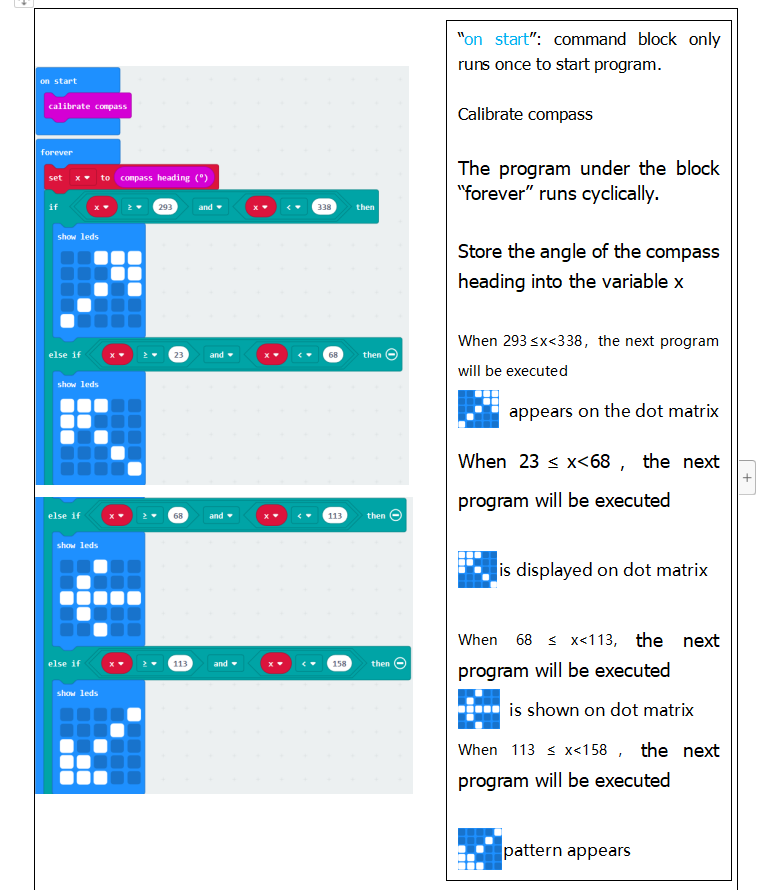 on start
calibrate compass
forever
set x to compass heading (°)
if x ≥ 293 and x < 338 then
show leds
else if x ≥ 23 and x < 68 then
show leds
else if x ≥ 68 and x < 113 then
show leds
else if x ≥ 113 and x < 158 then
show leds
“on start”: command block only
runs once to start program.
Calibrate compass
The program under the block
“forever” runs cyclically.
Store the angle of the compass
heading into the variable x
When 293≤x<338, the next program
will be executed
appears on the dot matrix
When 23 ≤ x<68 , the next
program will be executed
is displayed on dot matrix
When 68 ≤ x<113, the next
program will be executed
is shown on dot matrix
When 113 ≤ x<158 , the next
program will be executed
pattern appears